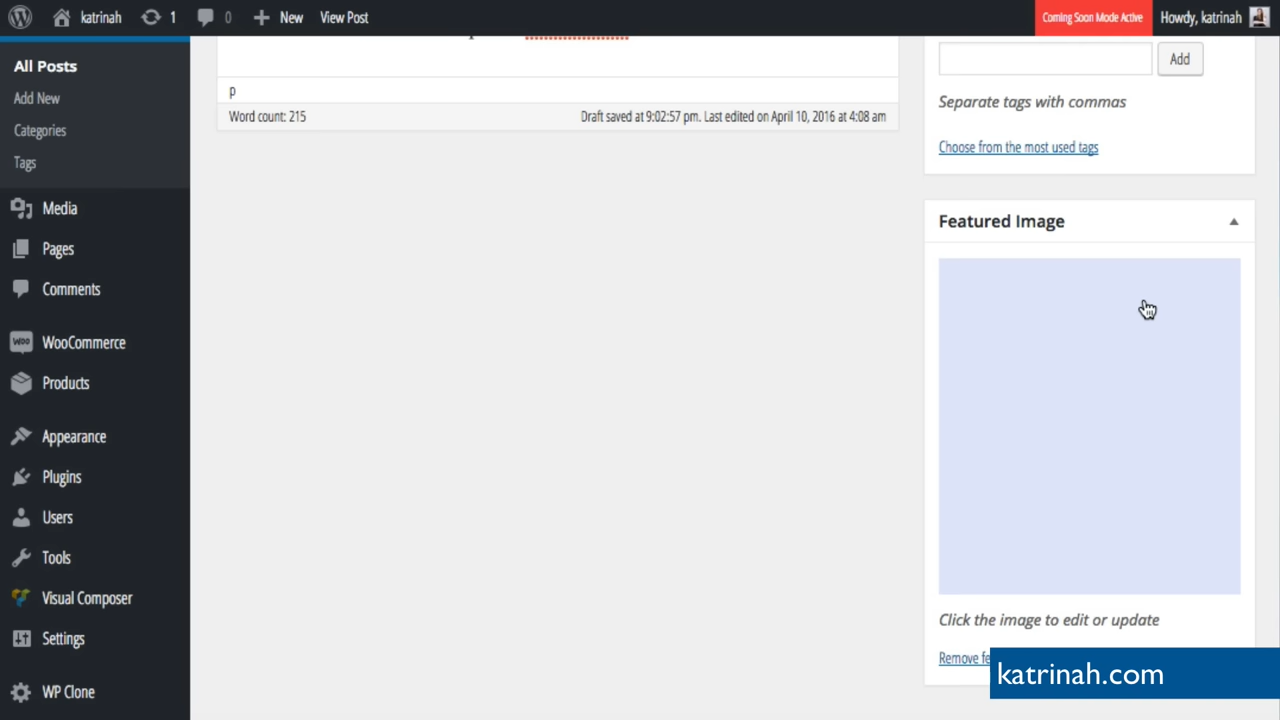 katrinah 1 0 New View Post Coming Soon Mode Active Howdy, katrinah
All Posts
Add New
Categories
Tags
Media
Pages
Comments
WOO WooCommerce
Products
Appearance
Plugins
Users
Tools
Visual Composer
Settings
WP Clone
p
Word count: 215 Draft saved at 9:02:57 pm. Last edited on April 10, 2016 at 4:08 am
Add
Separate tags with commas
Choose from the most used tags
Featured Image
Click the image to edit or update
Remove
katrinah.com